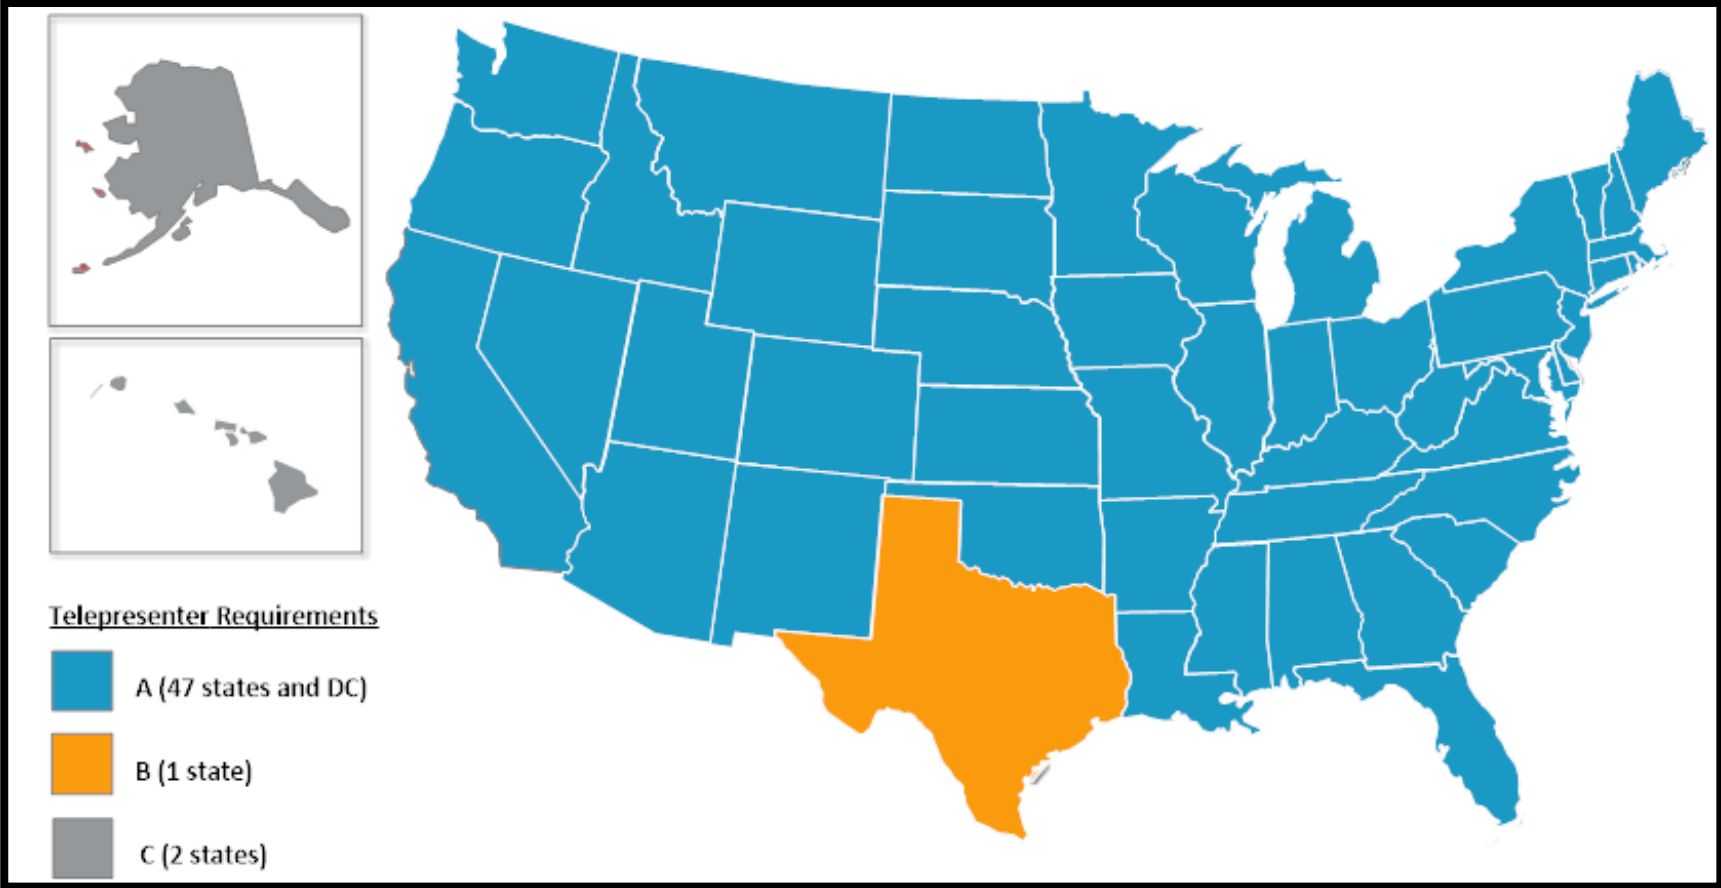 Telepresenter Requirements
A (47 states and DC)
B (1 state)
C (2 states)